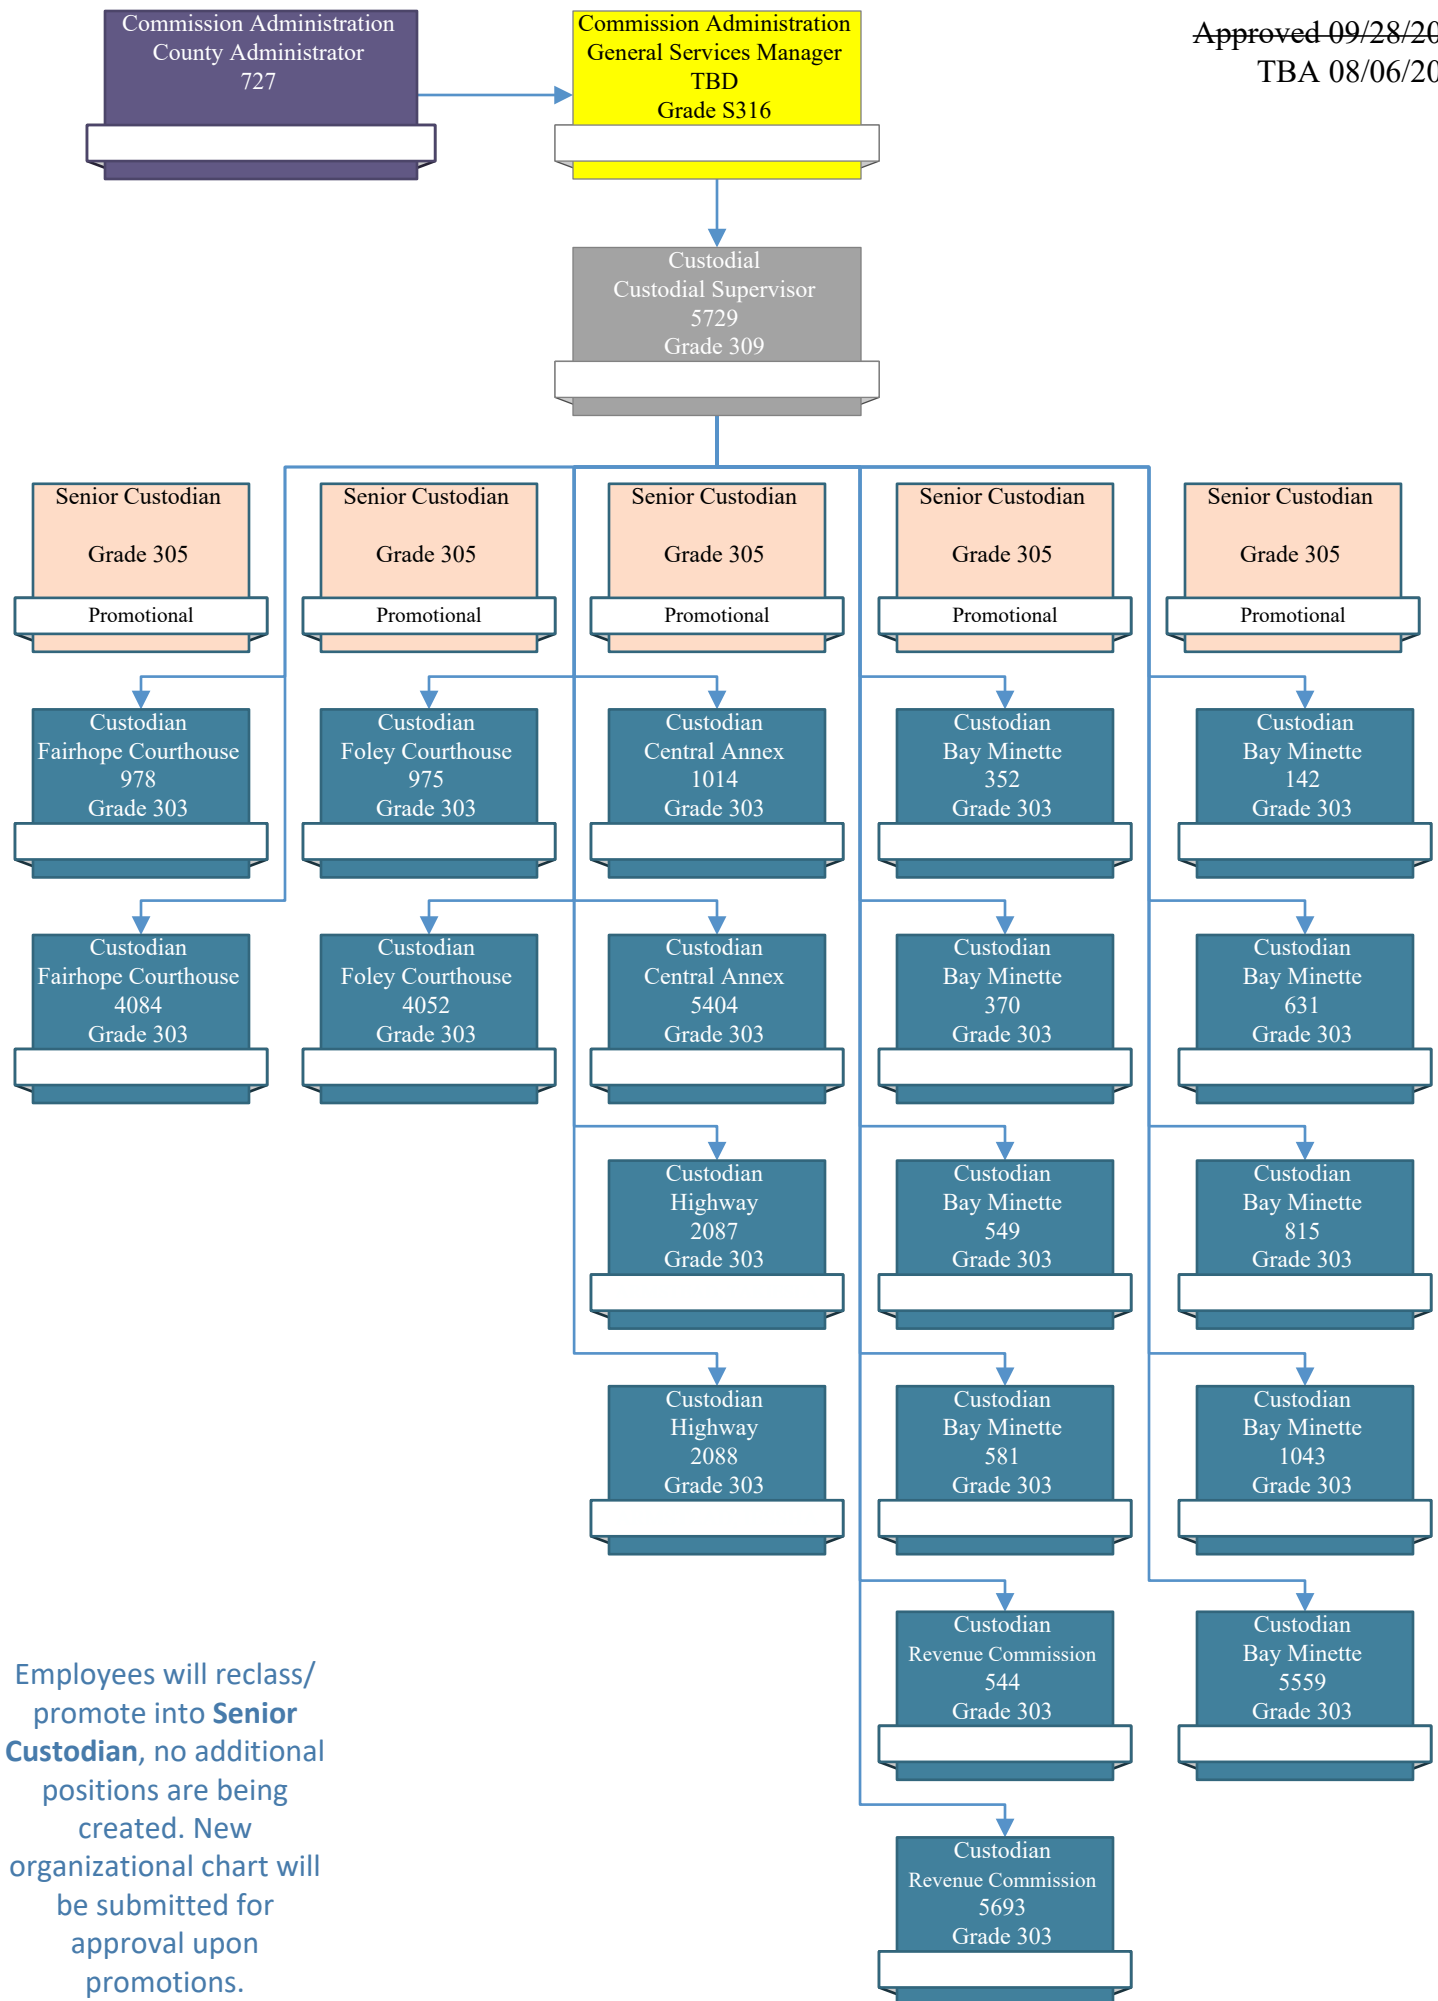 Commission Administration
County Administrator
727
Commission Administration
General Services Manager
TBD
Grade S316
Approved 09/28/20
TBA 08/06/20
Custodial
Custodial Supervisor
5729
Grade 309
Senior Custodian
Grade 305
Promotional
Senior Custodian
Grade 305
Promotional
Senior Custodian
Grade 305
Promotional
Senior Custodian
Grade 305
Promotional
Senior Custodian
Grade 305
Promotional
Custodian
Fairhope Courthouse
978
Grade 303
Custodian
Foley Courthouse
975
Grade 303
Custodian
Central Annex
1014
Grade 303
Custodian
Bay Minette
352
Grade 303
Custodian
Bay Minette
142
Grade 303
Custodian
Fairhope Courthouse
4084
Grade 303
Custodian
Foley Courthouse
4052
Grade 303
Custodian
Central Annex
5404
Grade 303
Custodian
Bay Minette
370
Grade 303
Custodian
Bay Minette
631
Grade 303
Custodian
Highway
2087
Grade 303
Custodian
Bay Minette
549
Grade 303
Custodian
Bay Minette
815
Grade 303
Custodian
Highway
2088
Grade 303
Custodian
Bay Minette
581
Grade 303
Custodian
Bay Minette
1043
Grade 303
Custodian
Revenue Commission
544
Grade 303
Custodian
Bay Minette
5559
Grade 303
Custodian
Revenue Commission
5693
Grade 303
Employees will reclass/
promote into Senior
Custodian, no additional
positions are being
created. New
organizational chart will
be submitted for
approval upon
promotions.